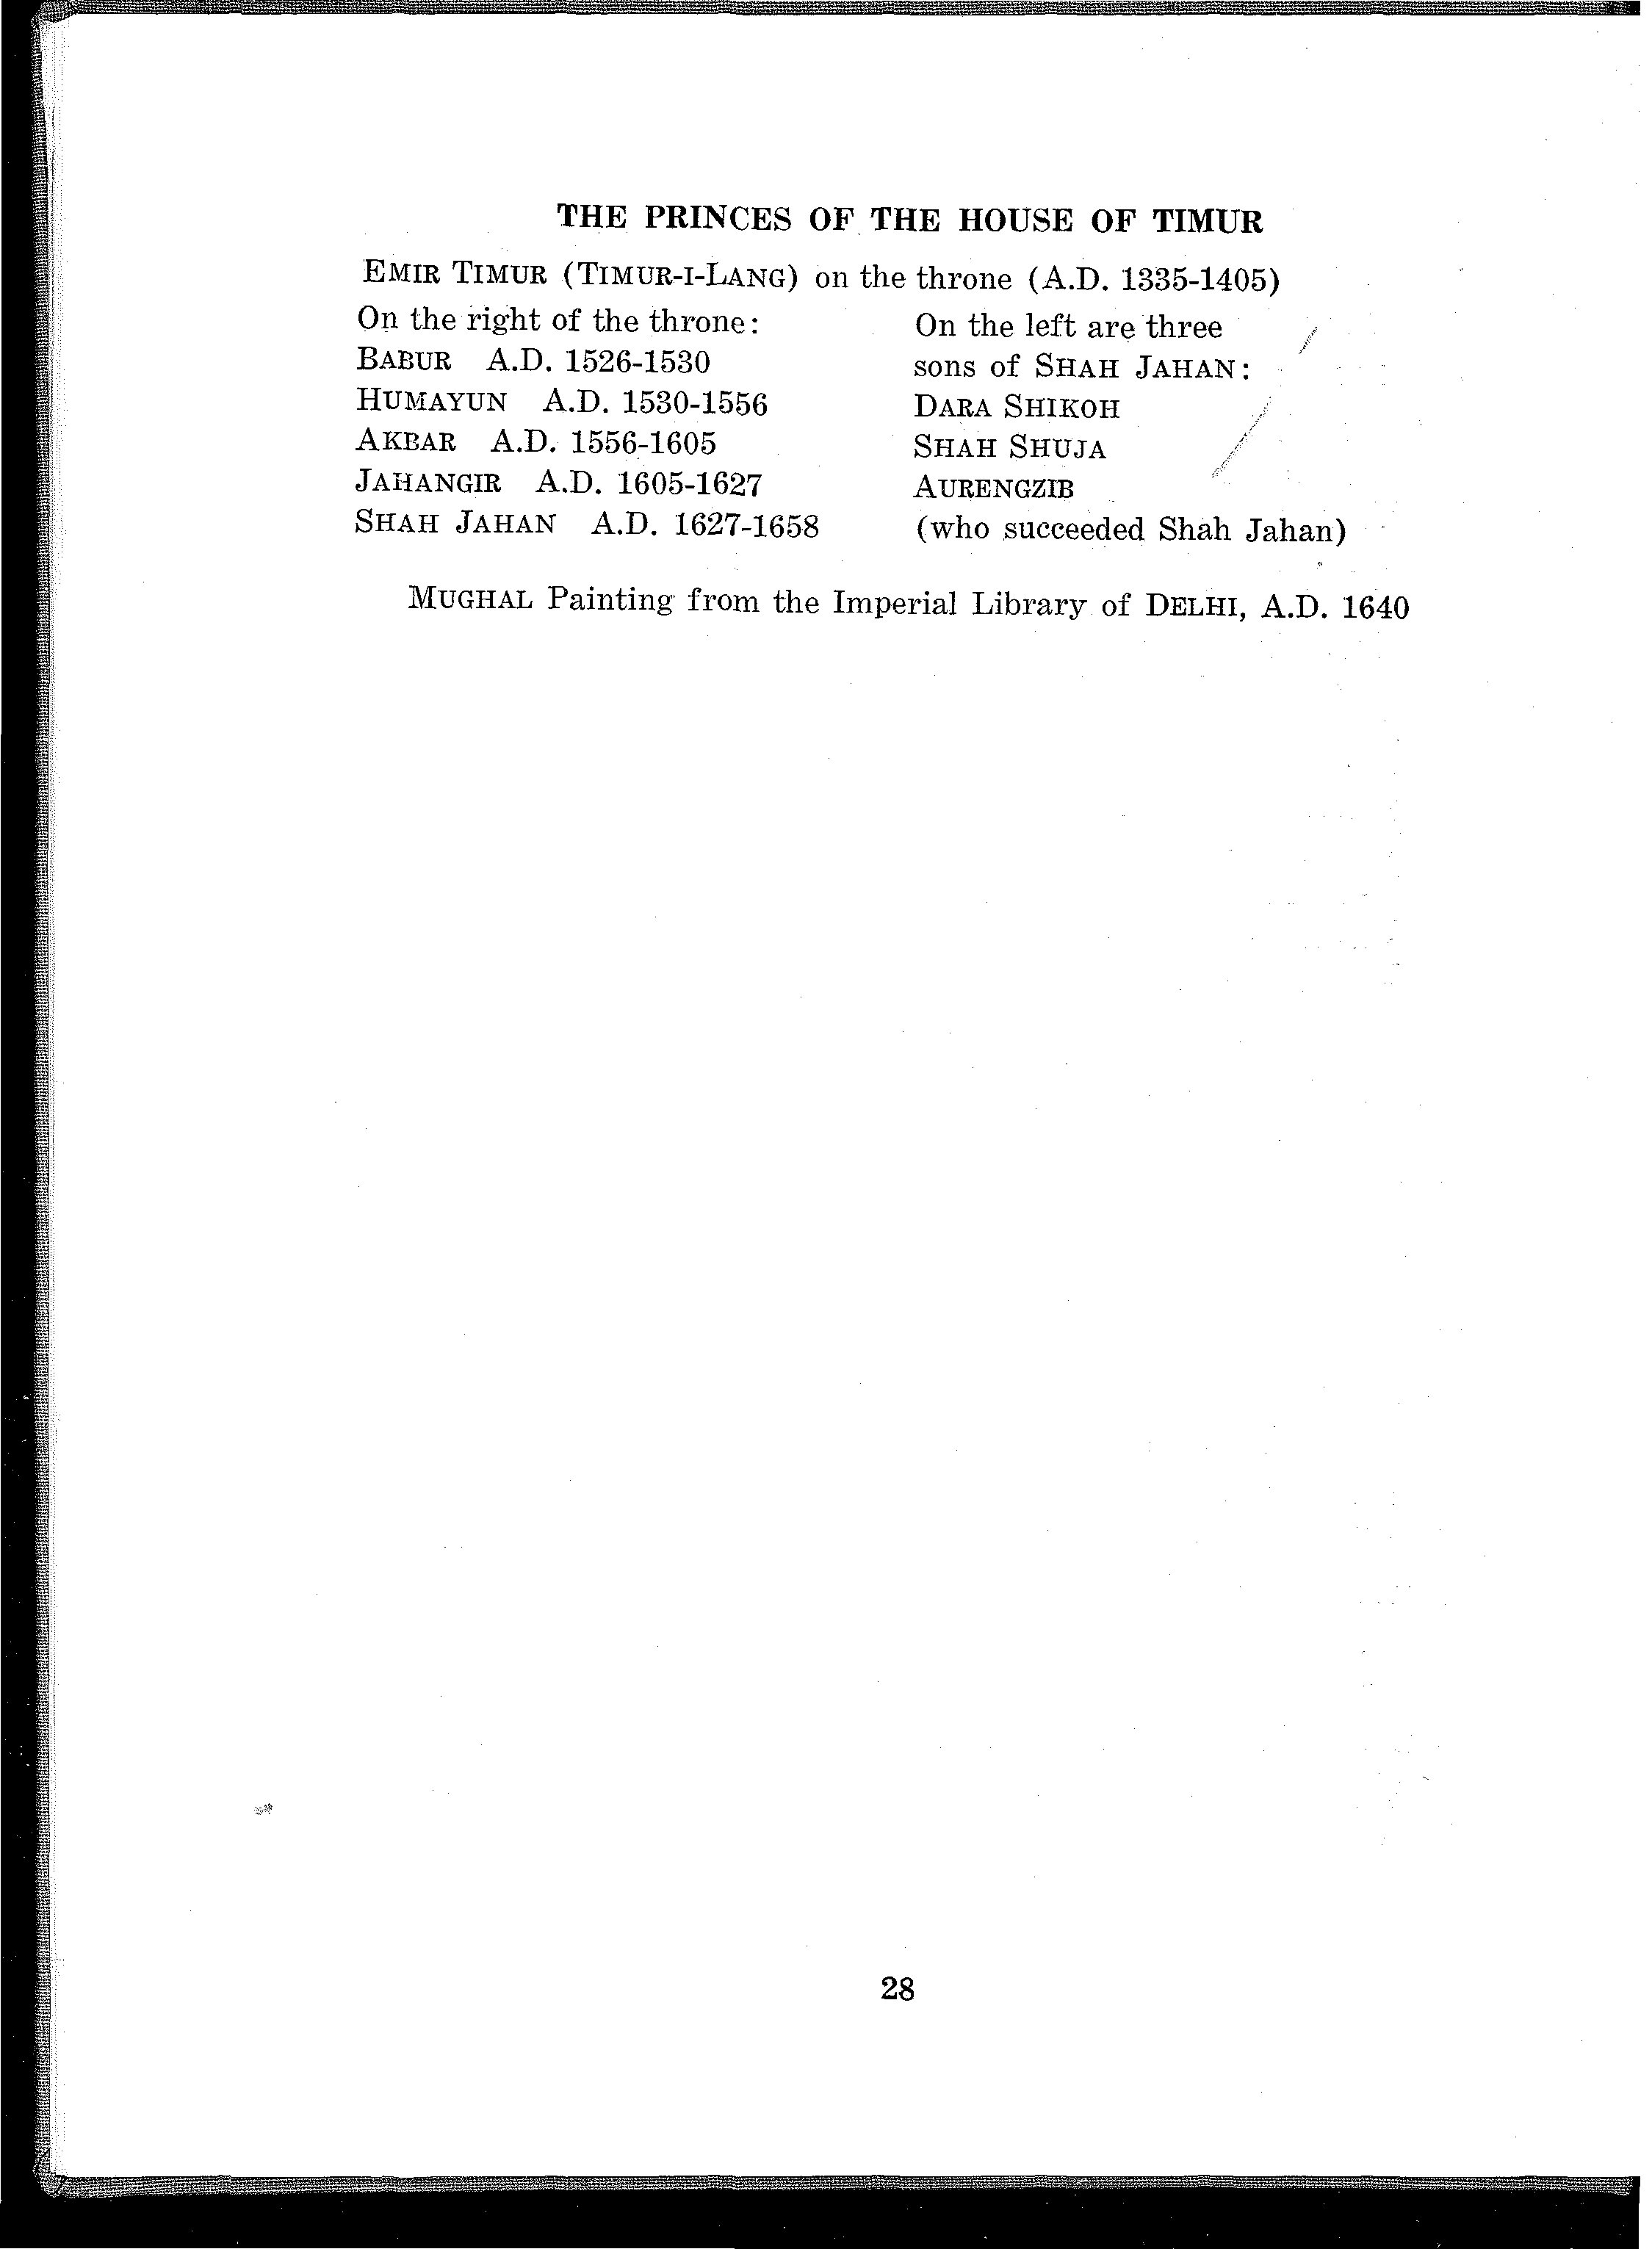 THE PRINCES OF THE HOUSE OF TIMUR
EMIR TIMUR (TIMUR-I-LANG) on the throne (A.D. 1335-1405)
On the right of the throne:
BABUR A.D. 1526-1530
HUMAYUN A.D. 1530-1556
AKBAR A.D. 1556-1605
JAHANGIR A.D. 1605-1627
SHAH JAHAN A.D. 1627-1658
On the left are three
sons of SHAH JAHAN:
DARA SHIKOH
SHAH SHUJA
AURENGZIB
(who succeeded Shah Jahan)
MUGHAL Painting from the Imperial Library of DELHI, A.D. 1640
28